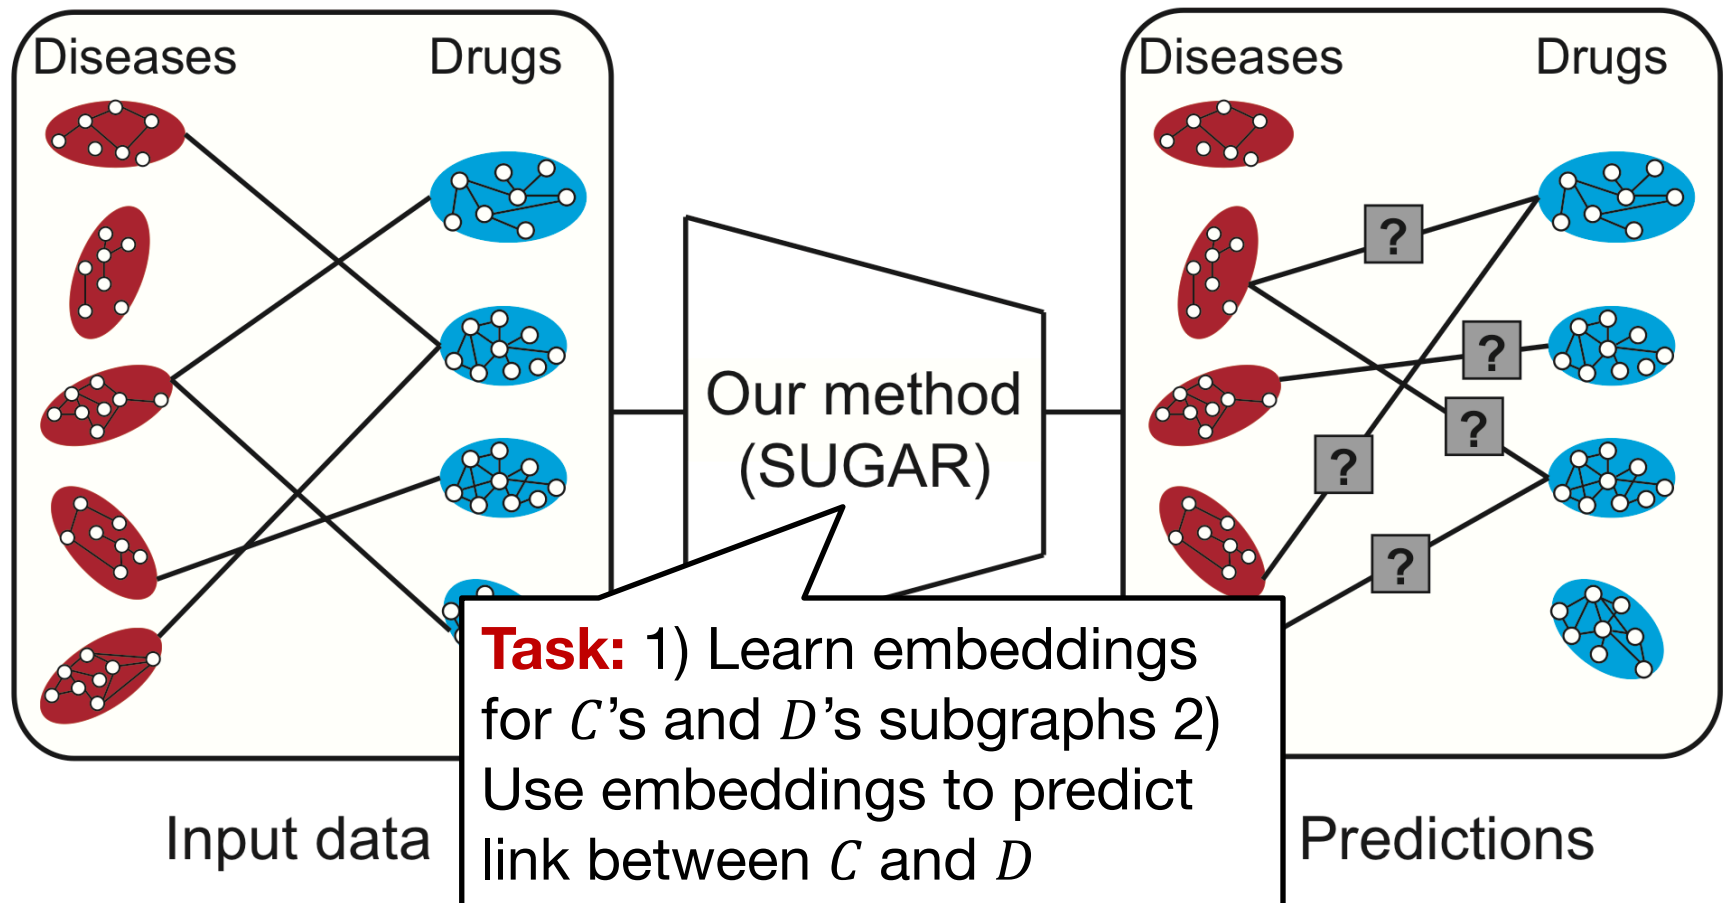 Diseases Drugs
Diseases Drugs
?
?
?
?
?
Our method
(SUGAR)
Task: 1) Learn embeddings
for C’s and D’s subgraphs 2)
Use embeddings to predict
link between C and D
Input data
Predictions